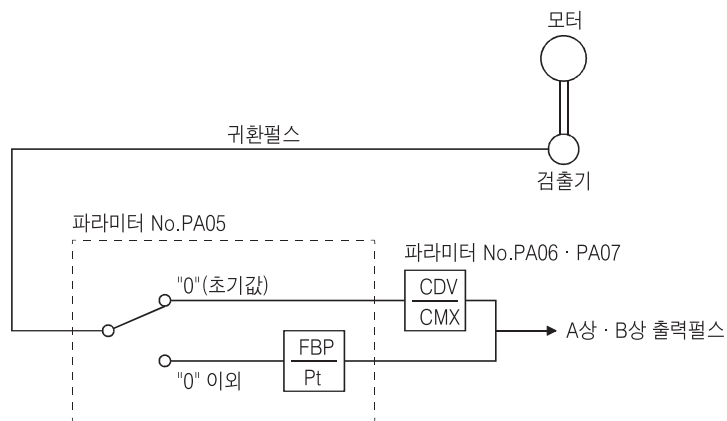 모터
귀환펄스
검출기
파라미터 No.PA05
파라미터 No.PA06 · PA07
"0"(초기값)
CDV
CMX
A상 · B상 출력펄스
FBP
Pt
"0" 이외